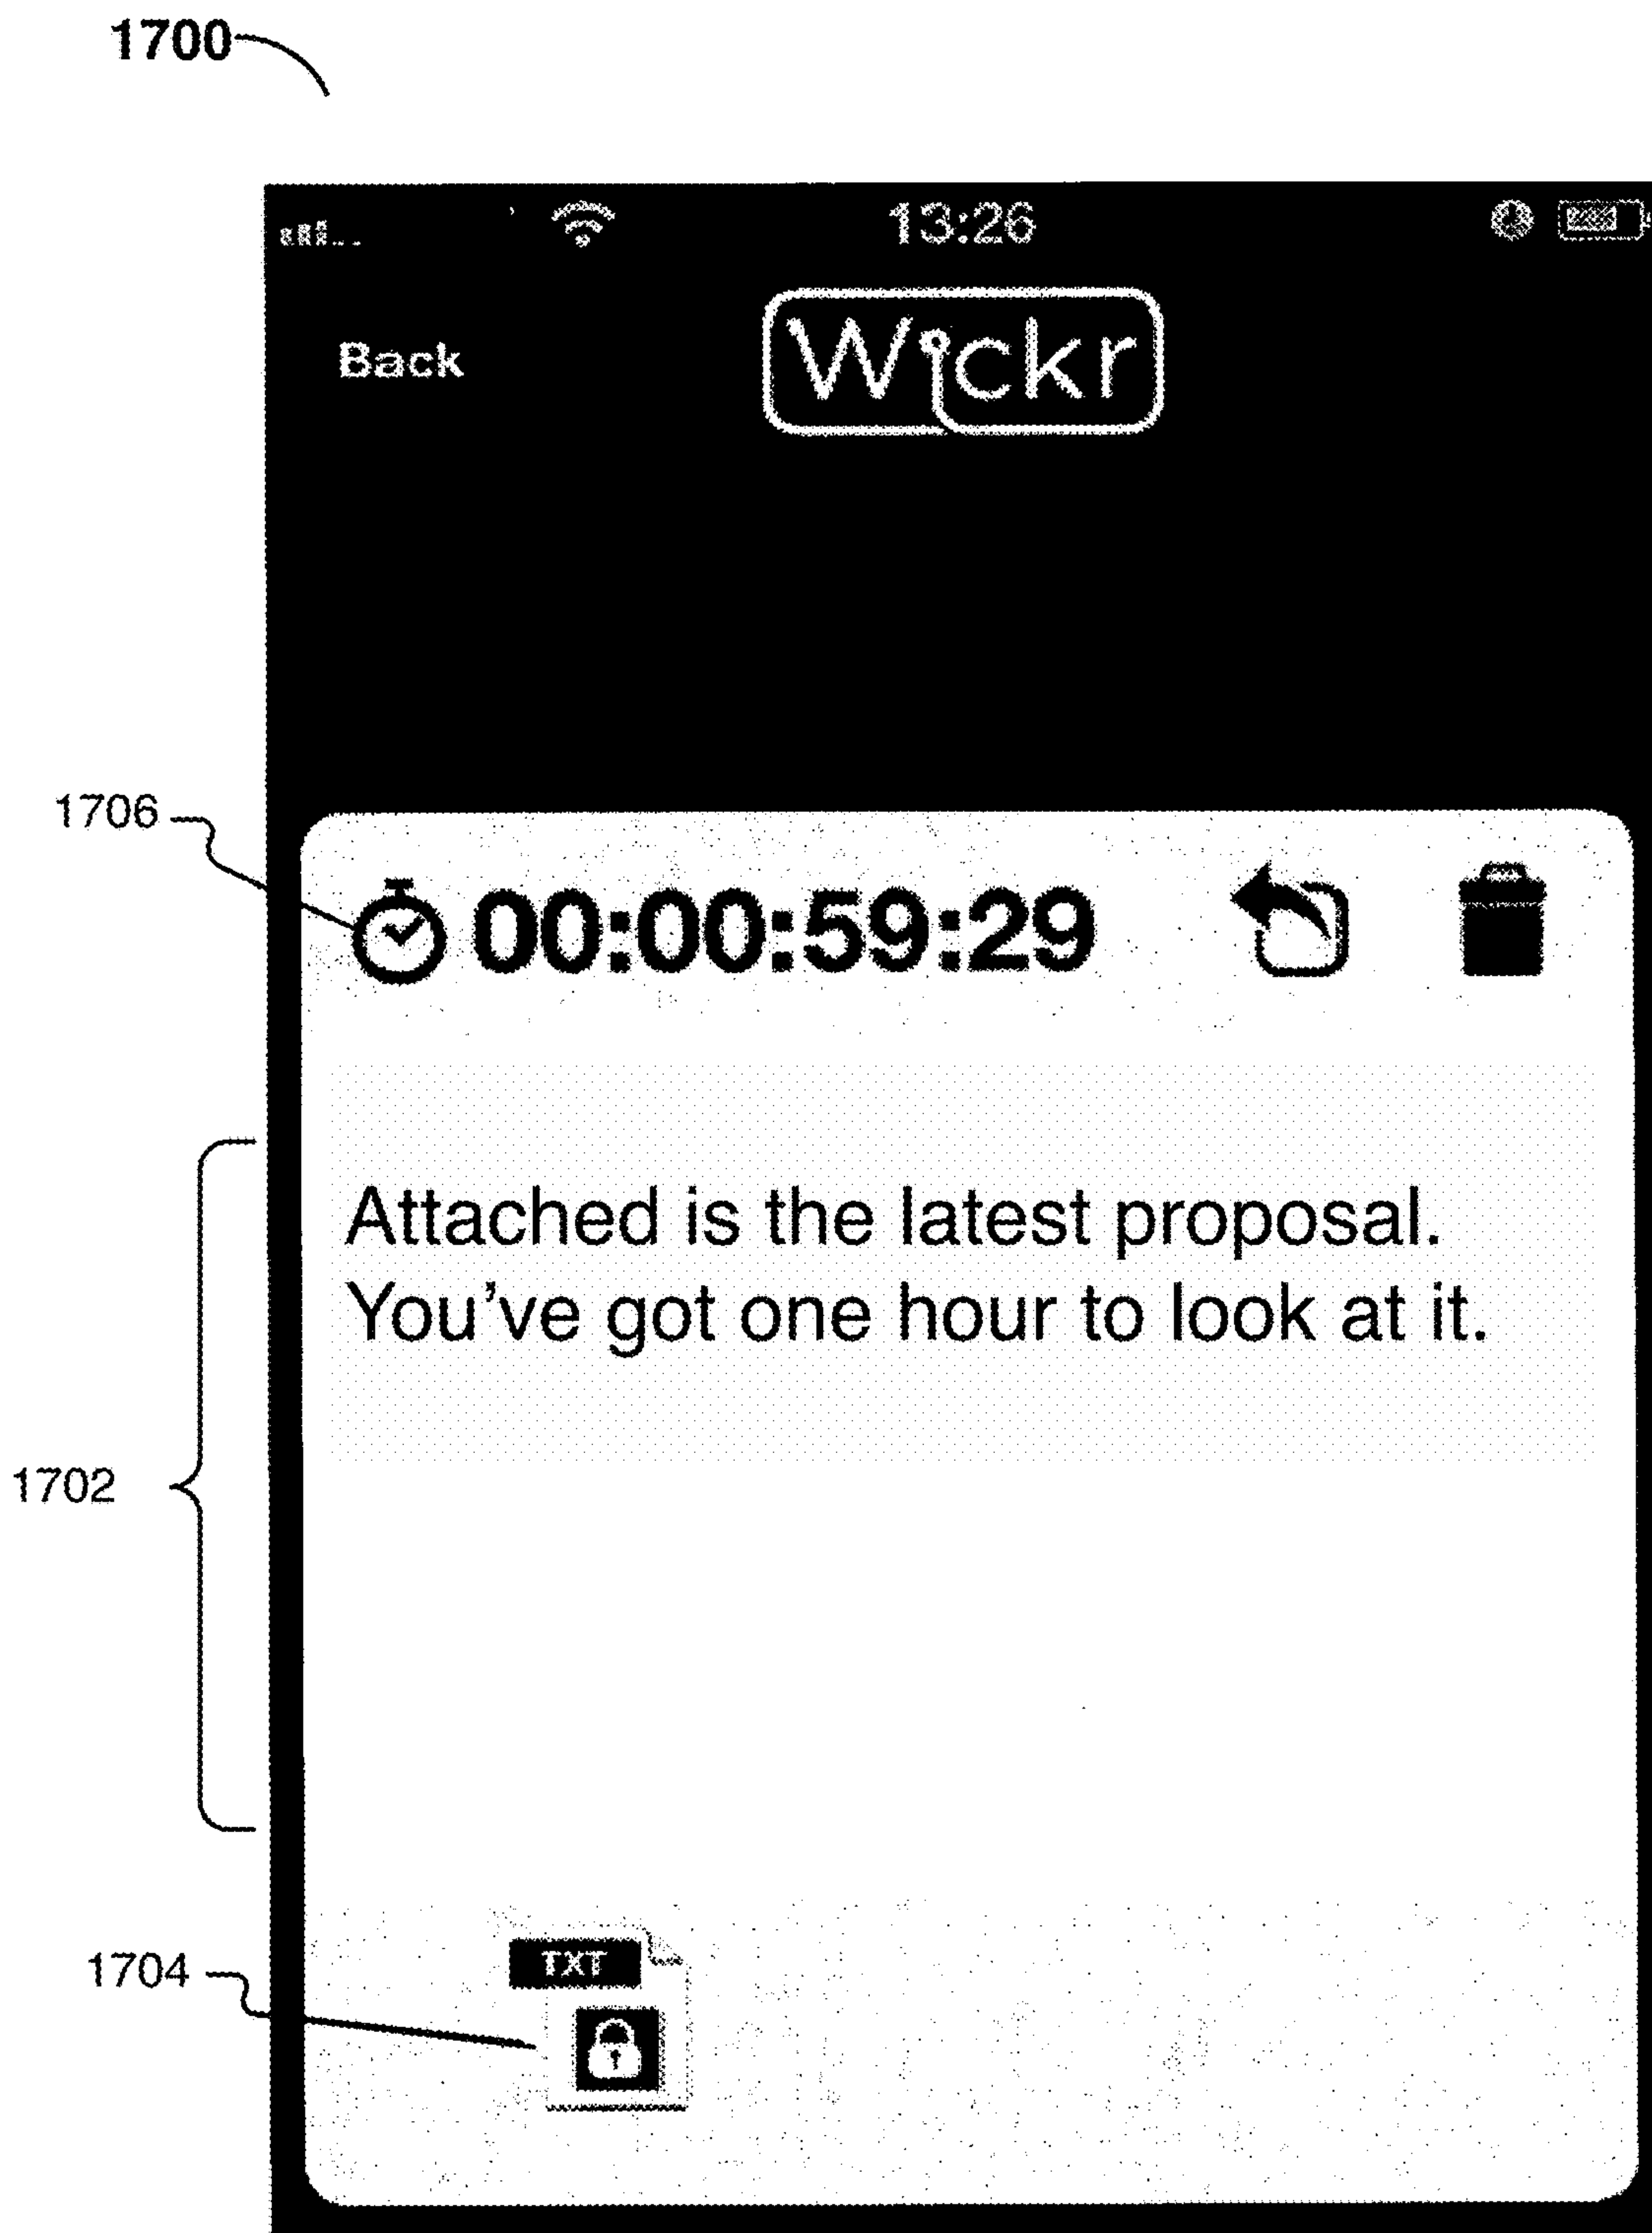 1700
13:26
Back
Wickr
1706
00:00:59:29
Attached is the latest proposal.
You've got one hour to look at it.
1702
1704
TXT